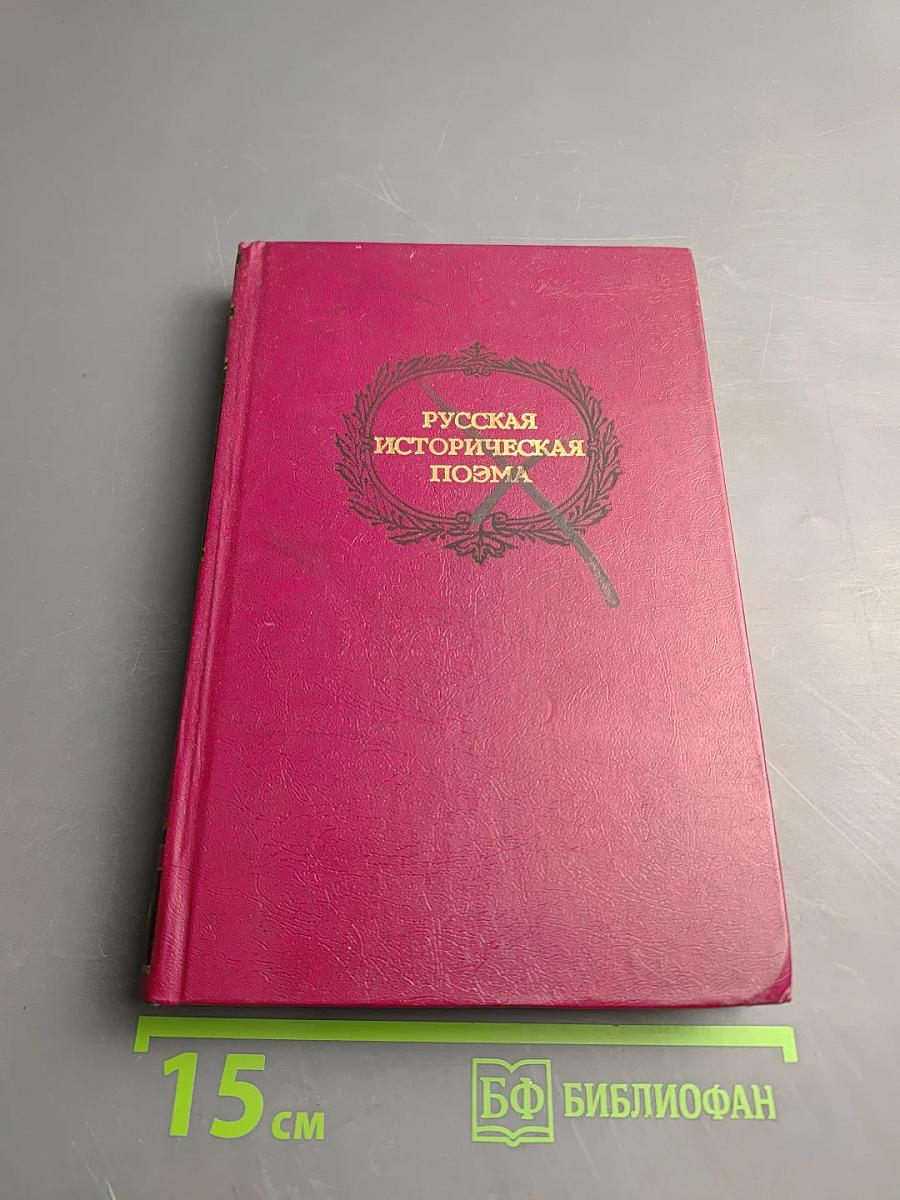 РУССКАЯ
ИСТОРИЧЕСКАЯ
ПОЭМА
15 см
БФ БИБЛИОФАН